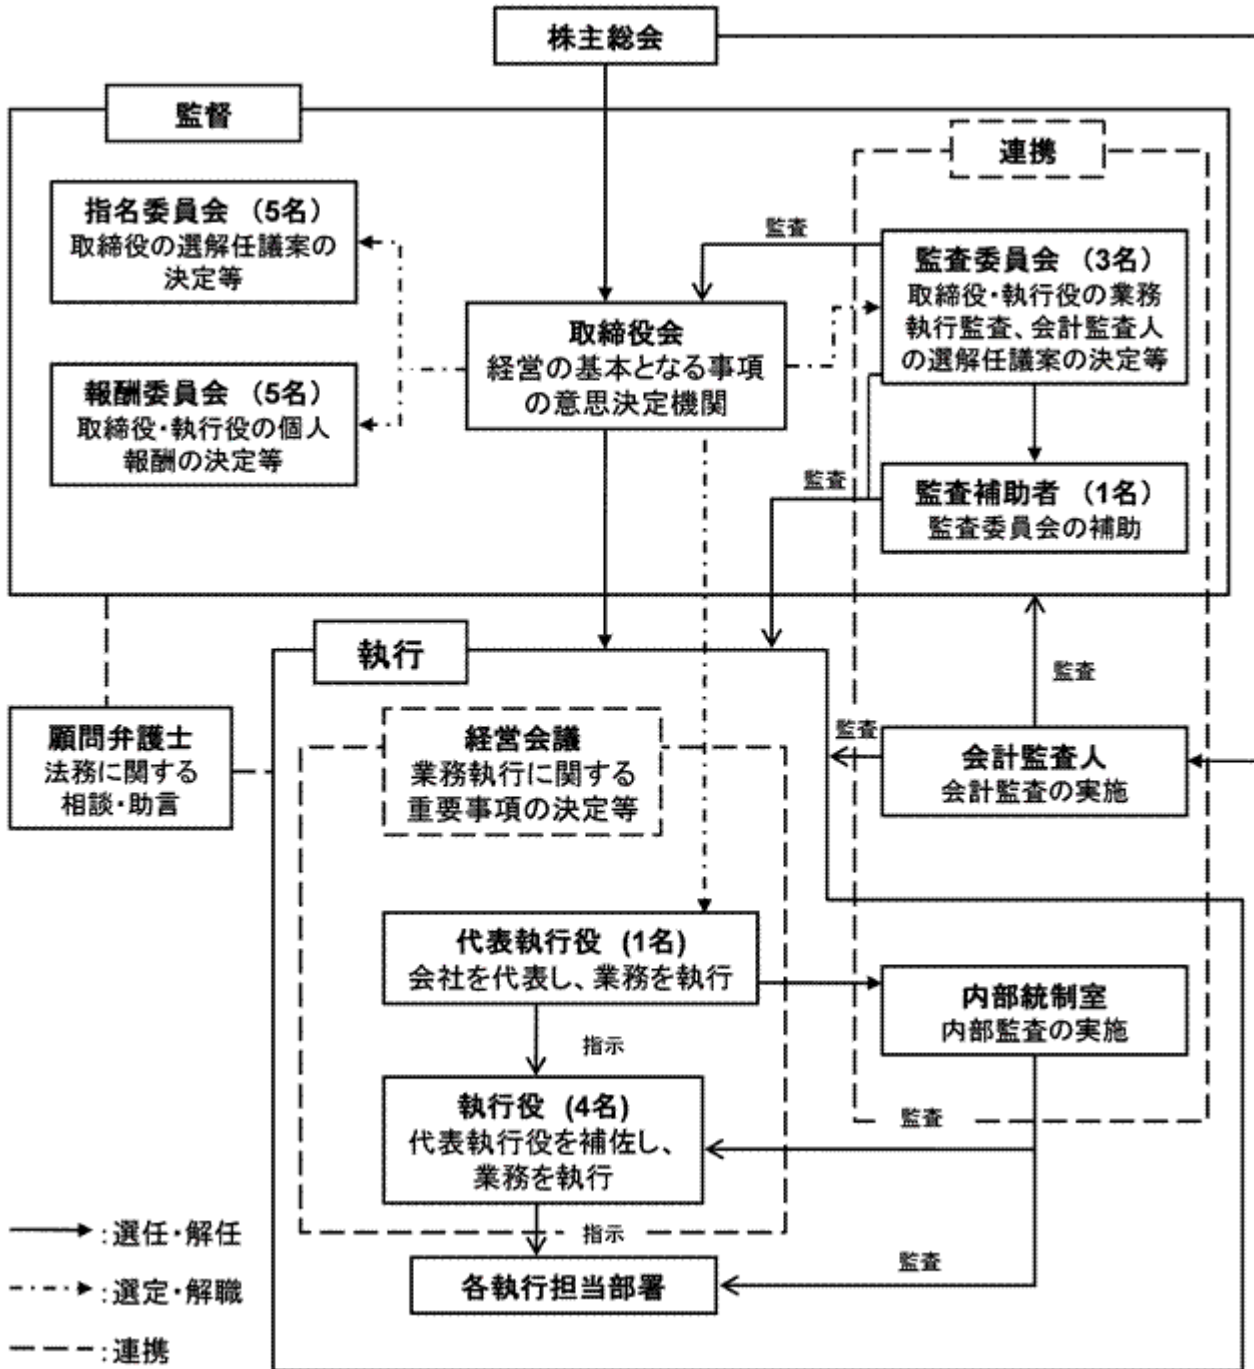 株主総会
監督
連携
指名委員会 （5名）
取締役の選解任議案の
決定等
監査
監査委員会 （3名）
取締役・執行役の業務
執行監査、会計監査人
の選解任議案の決定等
取締役会
経営の基本となる事項
の意思決定機関
報酬委員会 （5名）
取締役・執行役の個人
報酬の決定等
監査
監査補助者 （1名）
監査委員会の補助
執行
監査
顧問弁護士
法務に関する
相談・助言
経営会議
業務執行に関する
重要事項の決定等
監査
会計監査人
会計監査の実施
代表執行役 (1名)
会社を代表し、業務を執行
内部統制室
内部監査の実施
指示
執行役 (4名)
代表執行役を補佐し、
業務を執行
監査
指示
監査
各執行担当部署
:選任・解任
:選定・解職
:連携